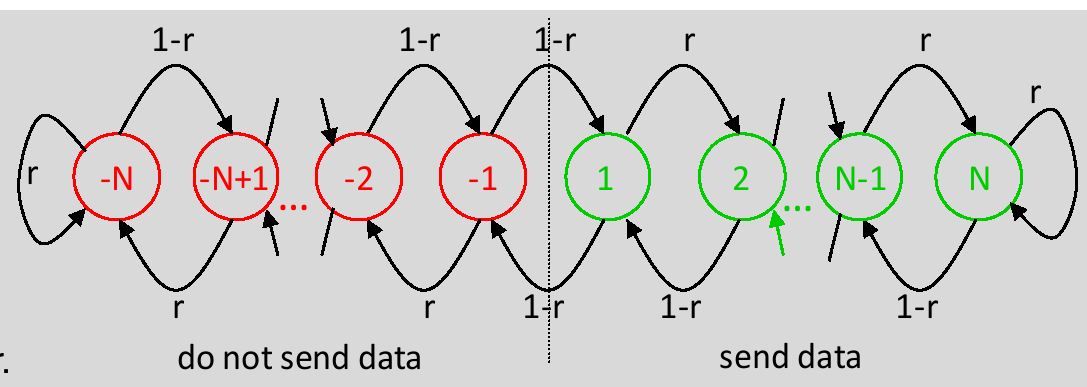 1-r 1-r 1-r r r
r r
-N -N+1 ... -2 -1 1 2 ... N-1 N
r r 1-r 1-r 1-r
r. do not send data send data